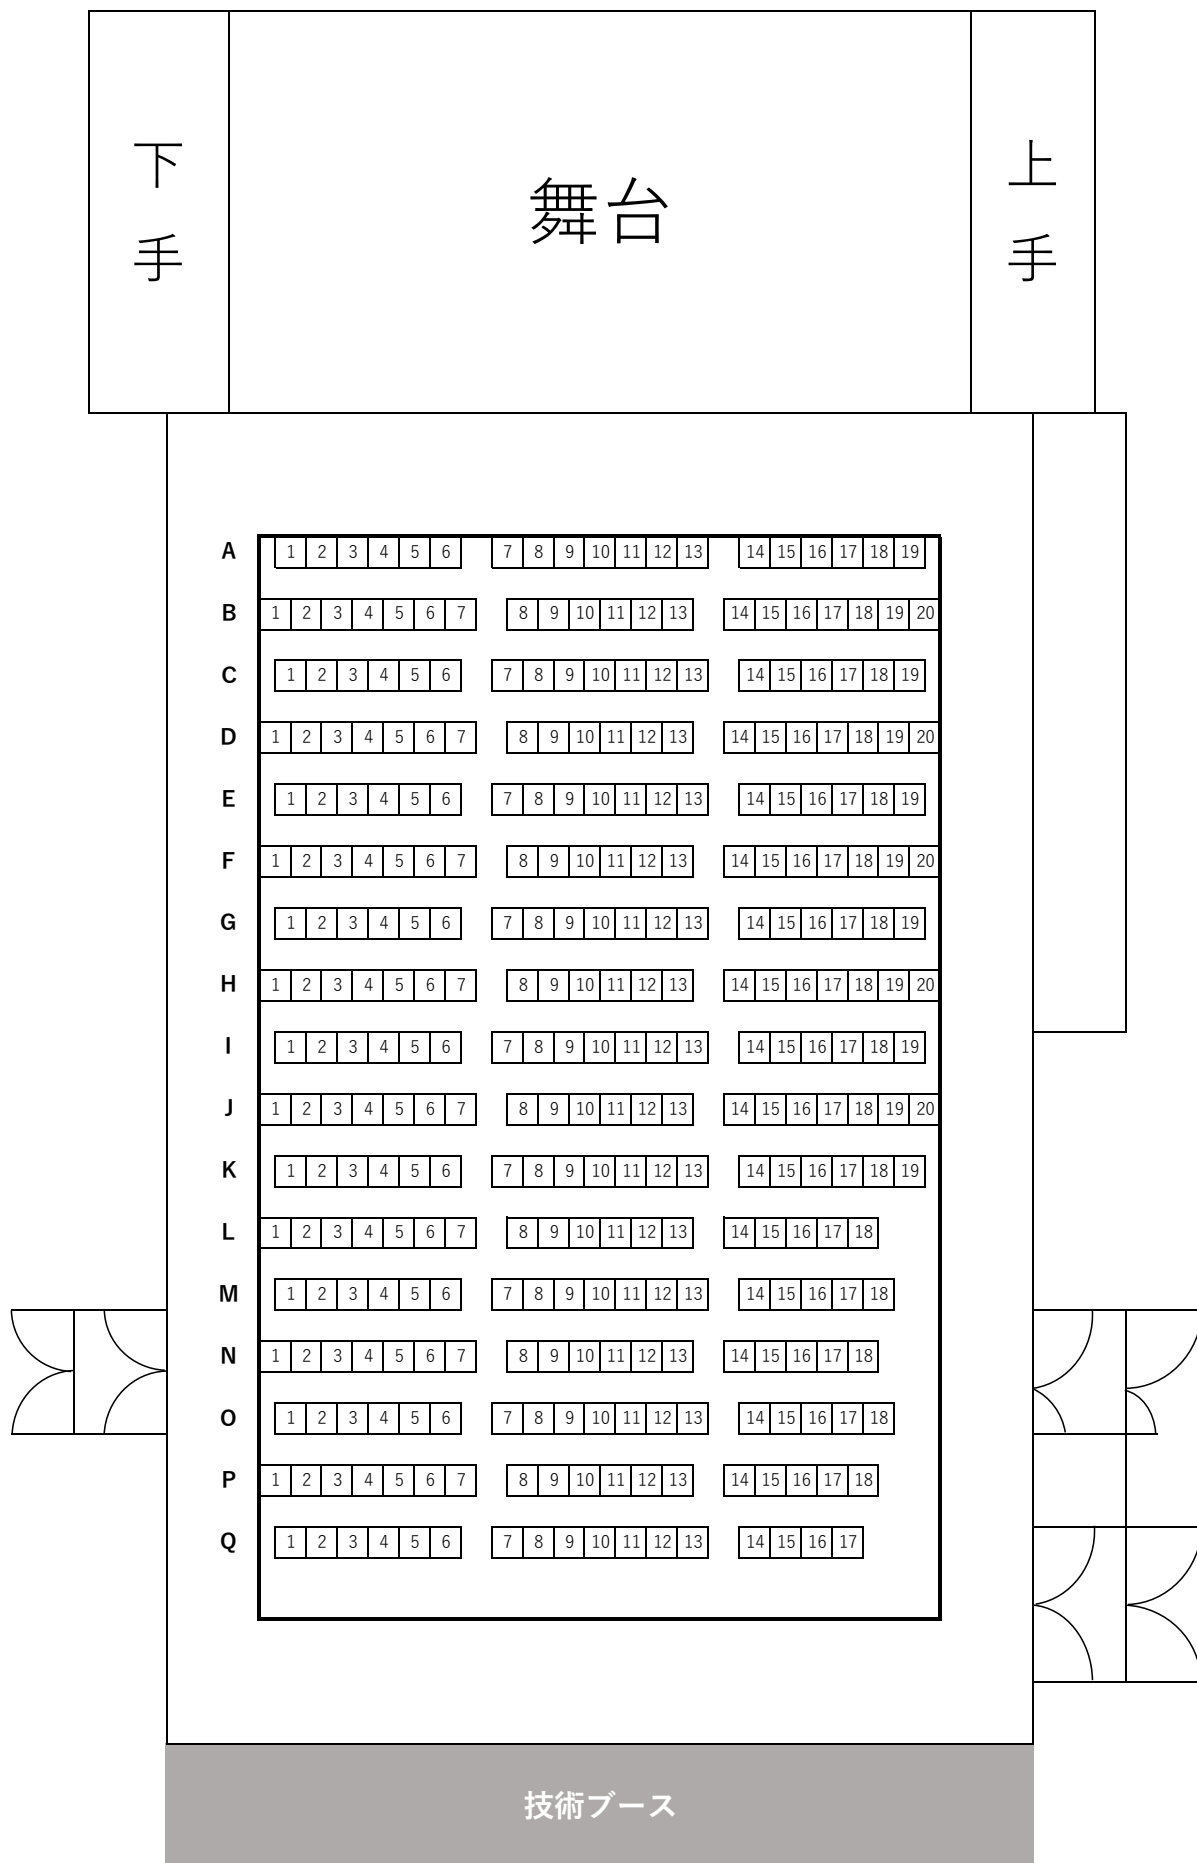 下手
舞台
上手
A 1 2 3 4 5 6 7 8 9 10 11 12 13 14 15 16 17 18 19
B 1 2 3 4 5 6 7 8 9 10 11 12 13 14 15 16 17 18 19 20
C 1 2 3 4 5 6 7 8 9 10 11 12 13 14 15 16 17 18 19
D 1 2 3 4 5 6 7 8 9 10 11 12 13 14 15 16 17 18 19 20
E 1 2 3 4 5 6 7 8 9 10 11 12 13 14 15 16 17 18 19
F 1 2 3 4 5 6 7 8 9 10 11 12 13 14 15 16 17 18 19 20
G 1 2 3 4 5 6 7 8 9 10 11 12 13 14 15 16 17 18 19
H 1 2 3 4 5 6 7 8 9 10 11 12 13 14 15 16 17 18 19 20
I 1 2 3 4 5 6 7 8 9 10 11 12 13 14 15 16 17 18 19
J 1 2 3 4 5 6 7 8 9 10 11 12 13 14 15 16 17 18 19 20
K 1 2 3 4 5 6 7 8 9 10 11 12 13 14 15 16 17 18 19
L 1 2 3 4 5 6 7 8 9 10 11 12 13 14 15 16 17 18
M 1 2 3 4 5 6 7 8 9 10 11 12 13 14 15 16 17 18
N 1 2 3 4 5 6 7 8 9 10 11 12 13 14 15 16 17 18
O 1 2 3 4 5 6 7 8 9 10 11 12 13 14 15 16 17 18
P 1 2 3 4 5 6 7 8 9 10 11 12 13 14 15 16 17 18
Q 1 2 3 4 5 6 7 8 9 10 11 12 13 14 15 16 17
技術ブース